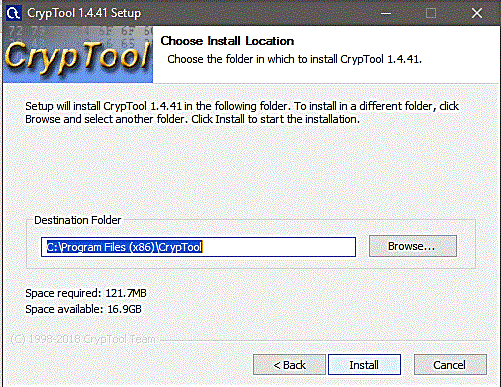 CrypTool 1.4.41 Setup
CrypTool
Choose Install Location
Choose the folder in which to install CrypTool 1.4.41.
Setup will install CrypTool 1.4.41 in the following folder. To install in a different folder, click
Browse and select another folder. Click Install to start the installation.
Destination Folder
C:\Program Files (x86)\CrypTool
Browse...
Space required: 121.7MB
Space available: 16.9GB
(C) 1998-2018 CrypTool Team
< Back
Install
Cancel